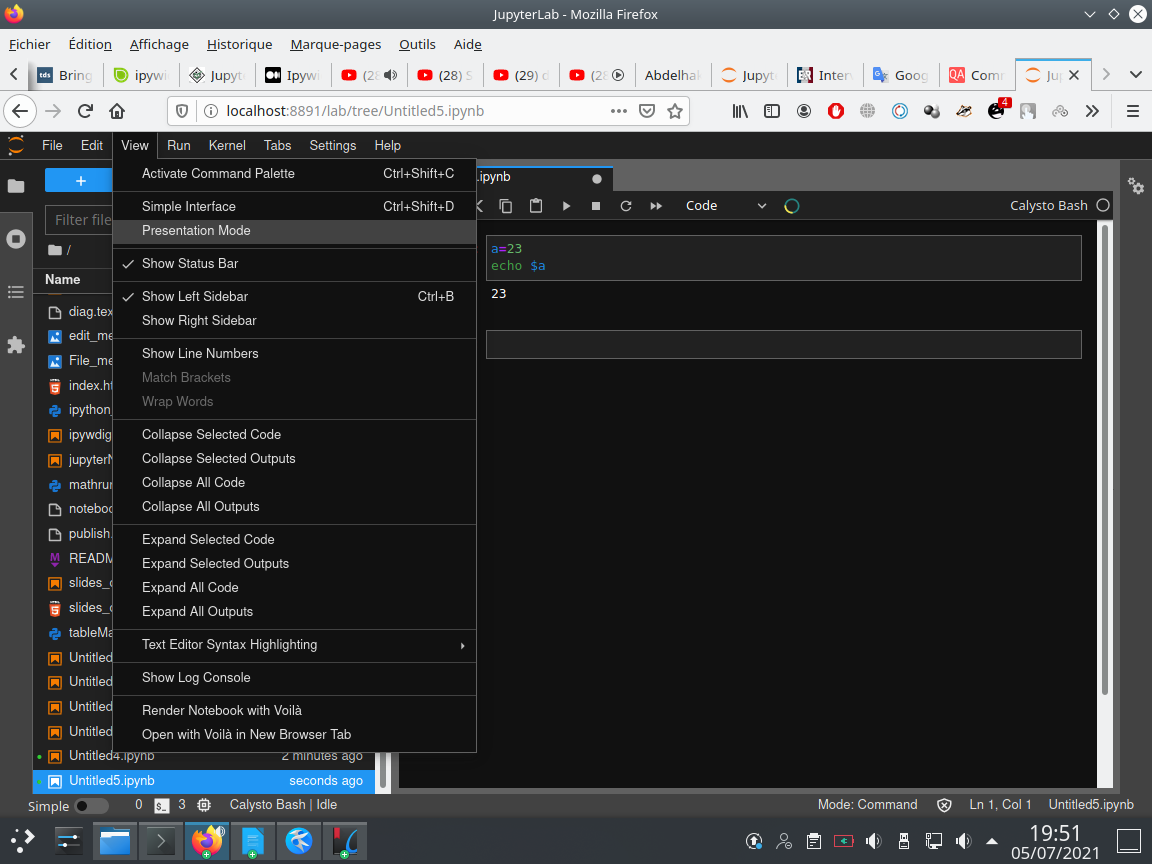 JupyterLab - Mozilla Firefox
Fichier Édition Affichage Historique Marque-pages Outils Aide
tds Bring ipywi Jupyt Ipywi (28 (28) S (29) d (28 Abdelhal Jupyt ER Inter Goog QA Com Ju
localhost:8891/lab/tree/Untitled5.ipynb
4
File Edit View Run Kernel Tabs Settings Help
Activate Command Palette Ctrl+Shift+C
.ipynb
Simple Interface Ctrl+Shift+D
Code
Calysto Bash
Filter file
Presentation Mode
/
Show Status Bar
Name
Show Left Sidebar Ctrl+B
Show Right Sidebar
Show Line Numbers
Match Brackets
Wrap Words
Collapse Selected Code
Collapse Selected Outputs
Collapse All Code
Collapse All Outputs
Expand Selected Code
Expand Selected Outputs
Expand All Code
Expand All Outputs
Text Editor Syntax Highlighting
Show Log Console
Render Notebook with Voilà
Open with Voilà in New Browser Tab
a=23
echo $a
23
diag.tex
edit_me
File_me
index.ht
ipython_
ipywdig
jupyterN
mathrun
noteboo
publish.
READM
slides_c
slides_c
tableMa
Untitled
Untitled
Untitled
Untitled
Untitled4.ipynb 2 minutes ago
Untitled5.ipynb seconds ago
Simple 0 $_ 3 Calysto Bash | Idle Mode: Command Ln 1, Col 1 Untitled5.ipynb
19:51
05/07/2021